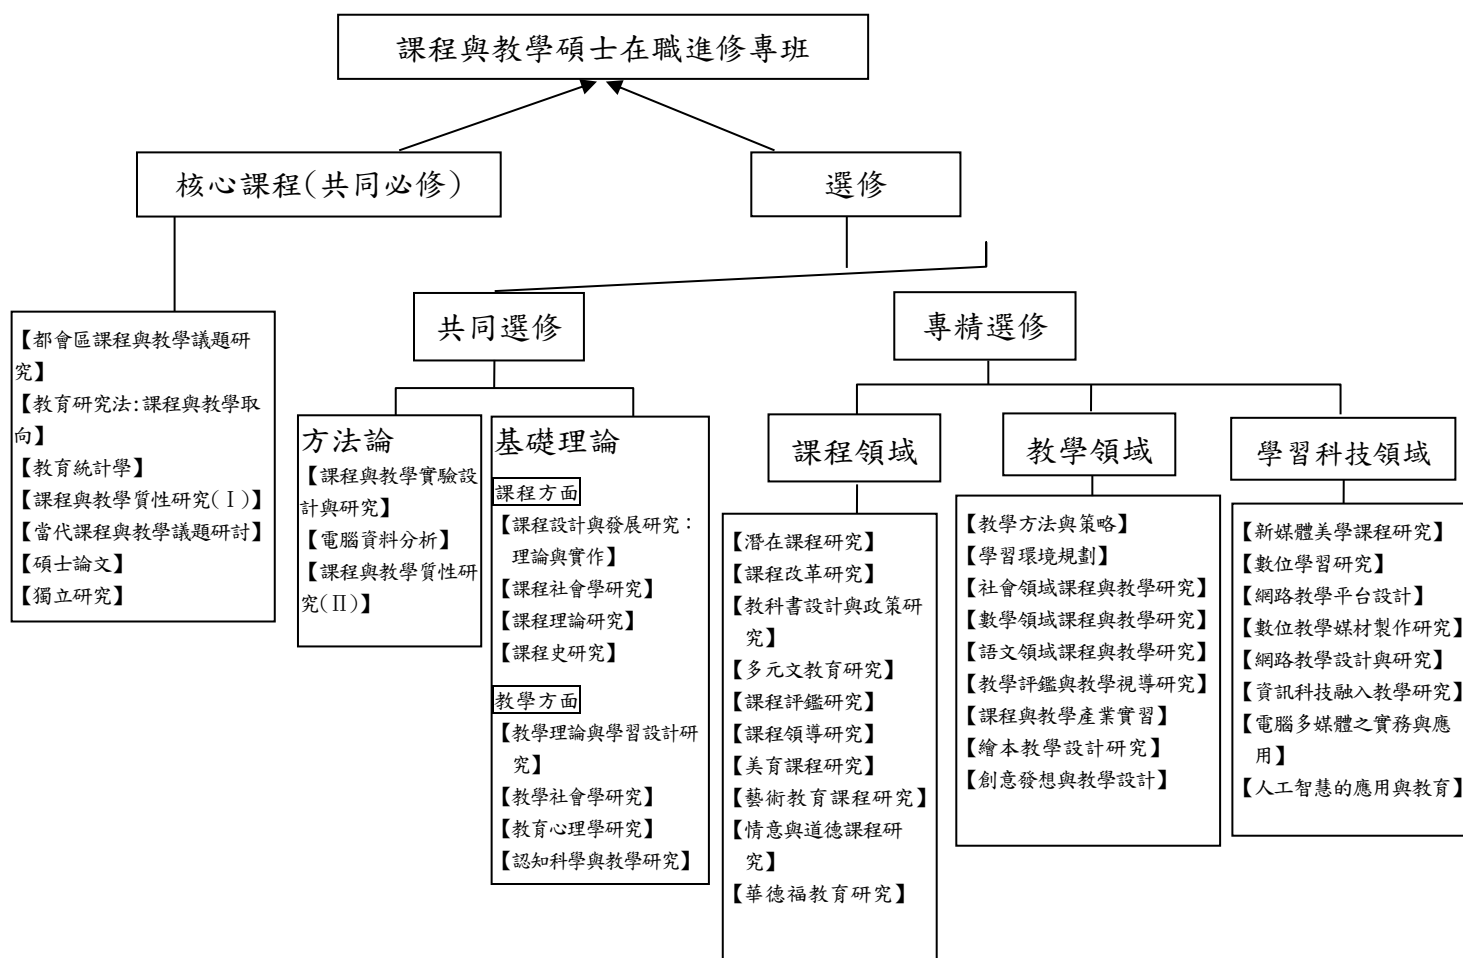 課程與教學碩士在職進修專班
核心課程(共同必修)
選修
【都會區課程與教學議題研
究】
【教育研究法:課程與教學取
向】
【教育統計學】
【課程與教學質性研究(Ⅰ)】
【當代課程與教學議題研討】
【碩士論文】
【獨立研究】
共同選修
方法論
【課程與教學實驗設
計與研究】
【電腦資料分析】
【課程與教學質性研
究(Ⅱ)】
基礎理論
課程方面
【課程設計與發展研究：
理論與實作】
【課程社會學研究】
【課程理論研究】
【課程史研究】
教學方面
【教學理論與學習設計研
究】
【教學社會學研究】
【教育心理學研究】
【認知科學與教學研究】
專精選修
課程領域
【潛在課程研究】
【課程改革研究】
【教科書設計與政策研
究】
【多元文教育研究】
【課程評鑑研究】
【課程領導研究】
【美育課程研究】
【藝術教育課程研究】
【情意與道德課程研
究】
【華德福教育研究】
教學領域
【教學方法與策略】
【學習環境規劃】
【社會領域課程與教學研究】
【數學領域課程與教學研究】
【語文領域課程與教學研究】
【教學評鑑與教學視導研究】
【課程與教學產業實習】
【繪本教學設計研究】
【創意發想與教學設計】
學習科技領域
【新媒體美學課程研究】
【數位學習研究】
【網路教學平台設計】
【數位教學媒材製作研究】
【網路教學設計與研究】
【資訊科技融入教學研究】
【電腦多媒體之實務與應
用】
【人工智慧的應用與教育】